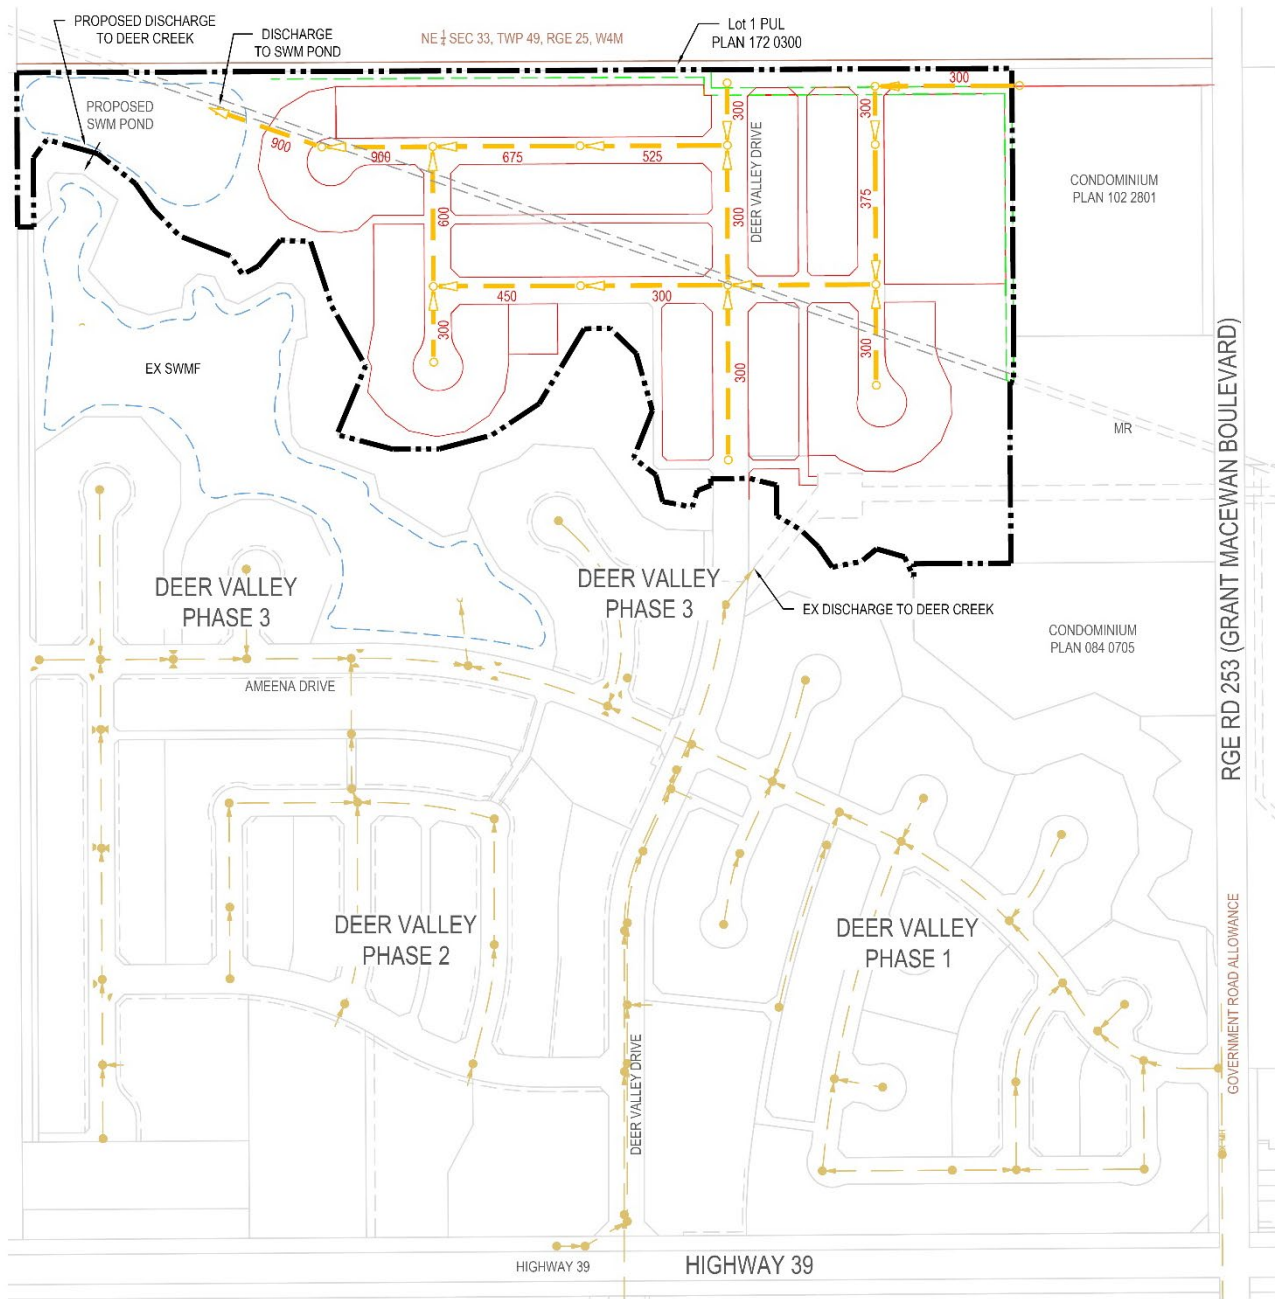 PROPOSED DISCHARGE
TO DEER CREEK
DISCHARGE
TO SWM POND
NE ¼ SEC 33, TWP 49, RGE 25, W4M
Lot 1 PUL
PLAN 172 0300
PROPOSED
SWM POND
900
900
675
525
300
DEER VALLEY DRIVE
300
300
375
CONDOMINIUM
PLAN 102 2801
600
300
450
300
300
300
300
EX SWMF
MR
RGE RD 253 (GRANT MACEWAN BOULEVARD)
DEER VALLEY
PHASE 3
DEER VALLEY
PHASE 3
EX DISCHARGE TO DEER CREEK
CONDOMINIUM
PLAN 084 0705
AMEENA DRIVE
DEER VALLEY
PHASE 2
DEER VALLEY
PHASE 1
GOVERNMENT ROAD ALLOWANCE
DEER VALLEY DRIVE
HIGHWAY 39
HIGHWAY 39